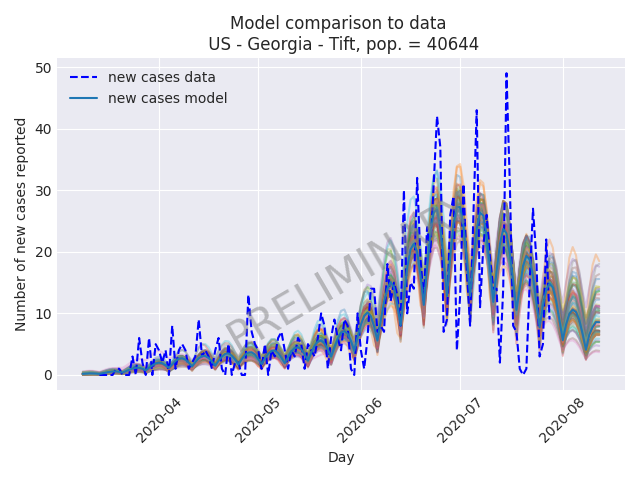 Model comparison to data
US - Georgia - Tift, pop. = 40644
new cases data
new cases model
Number of new cases reported
50
40
30
20
10
0
2020-04
2020-05
2020-06
2020-07
2020-08
Day